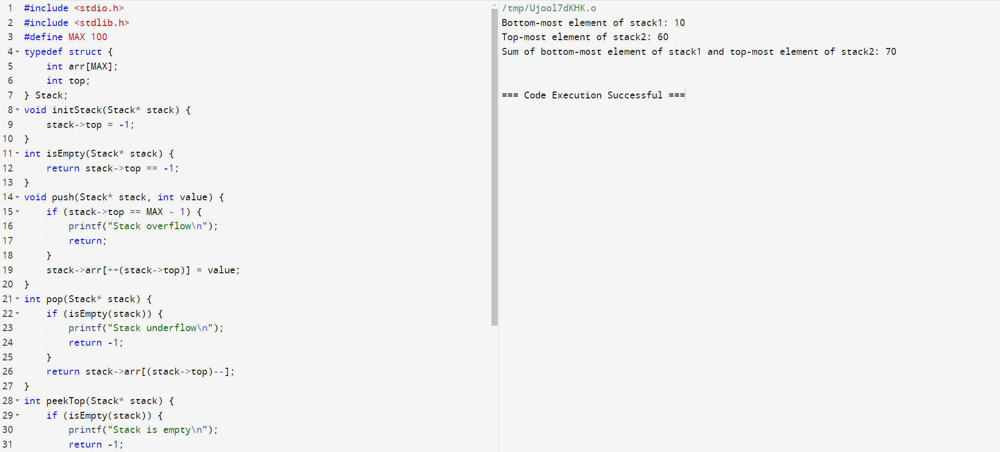 1 #include <stdio.h>
2 #include <stdlib.h>
3 #define MAX 100
4 typedef struct {
5     int arr[MAX];
6     int top;
7 } Stack;
8 void initStack(Stack* stack) {
9     stack->top = -1;
10 }
11 int isEmpty(Stack* stack) {
12     return stack->top == -1;
13 }
14 void push(Stack* stack, int value) {
15     if (stack->top == MAX - 1) {
16         printf("Stack overflow\n");
17         return;
18     }
19     stack->arr[++(stack->top)] = value;
20 }
21 int pop(Stack* stack) {
22     if (isEmpty(stack)) {
23         printf("Stack underflow\n");
24         return -1;
25     }
26     return stack->arr[(stack->top)--];
27 }
28 int peekTop(Stack* stack) {
29     if (isEmpty(stack)) {
30         printf("Stack is empty\n");
31         return -1;
/tmp/Ujool7dKHK.o
Bottom-most element of stack1: 10
Top-most element of stack2: 60
Sum of bottom-most element of stack1 and top-most element of stack2: 70
=== Code Execution Successful ===